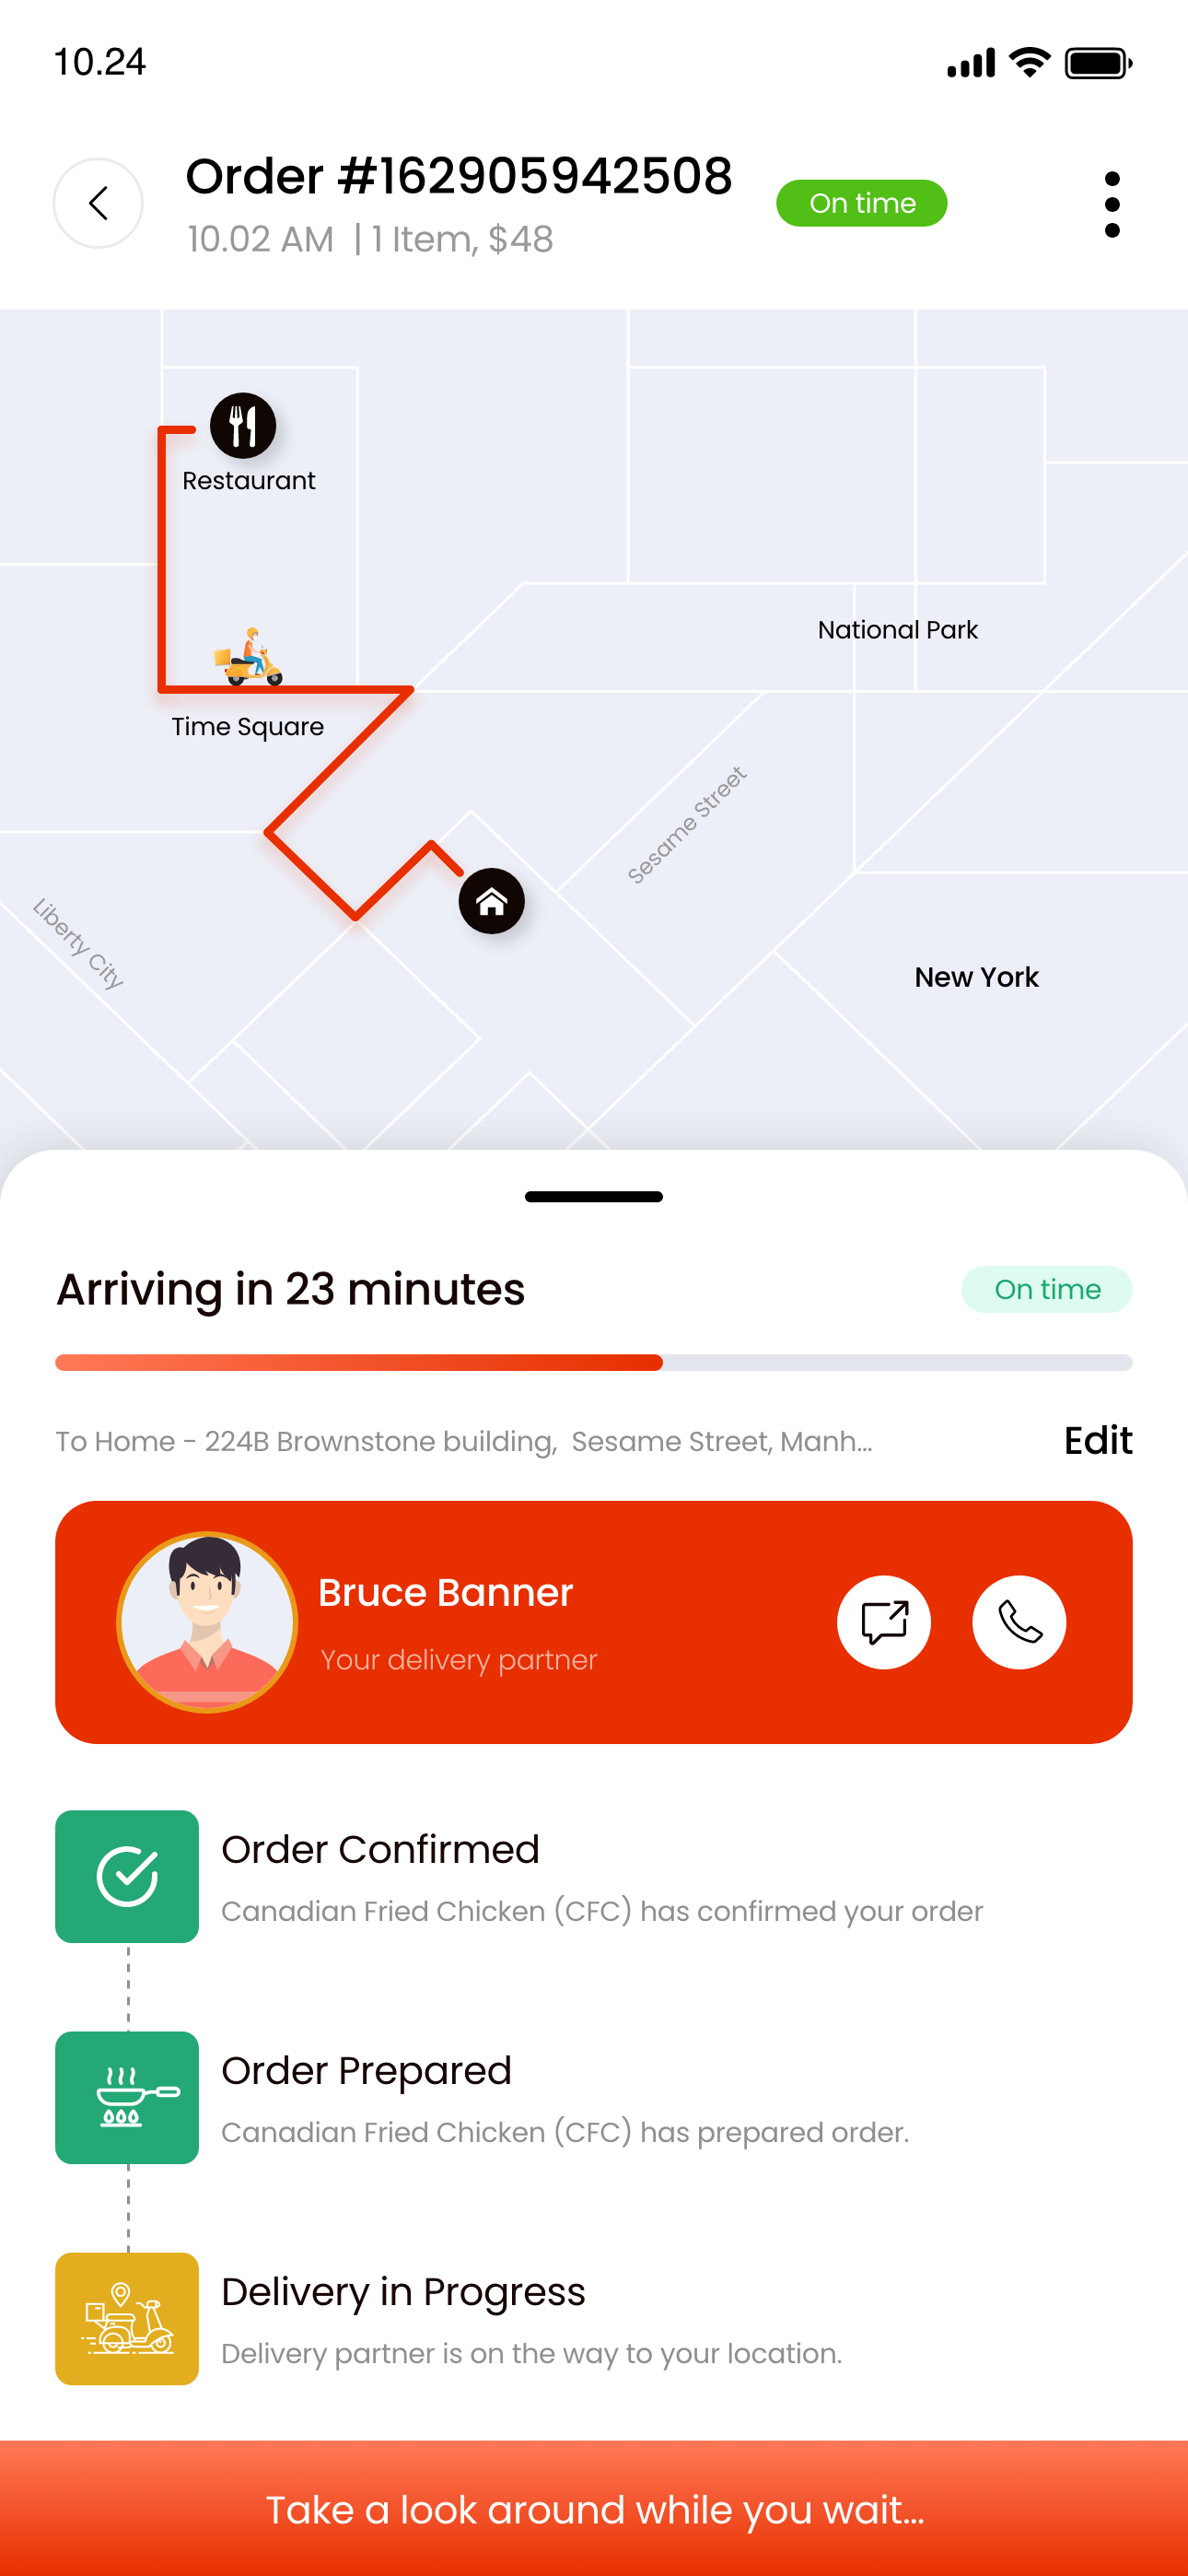 10.24
Order #162905942508
On time
10.02 AM | 1 Item, $48
Restaurant
National Park
Time Square
Sesame Street
Liberty City
New York
Arriving in 23 minutes
On time
To Home - 224B Brownstone building, Sesame Street, Manh...
Edit
Bruce Banner
Your delivery partner
Order Confirmed
Canadian Fried Chicken (CFC) has confirmed your order
Order Prepared
Canadian Fried Chicken (CFC) has prepared order.
Delivery in Progress
Delivery partner is on the way to your location.
Take a look around while you wait...